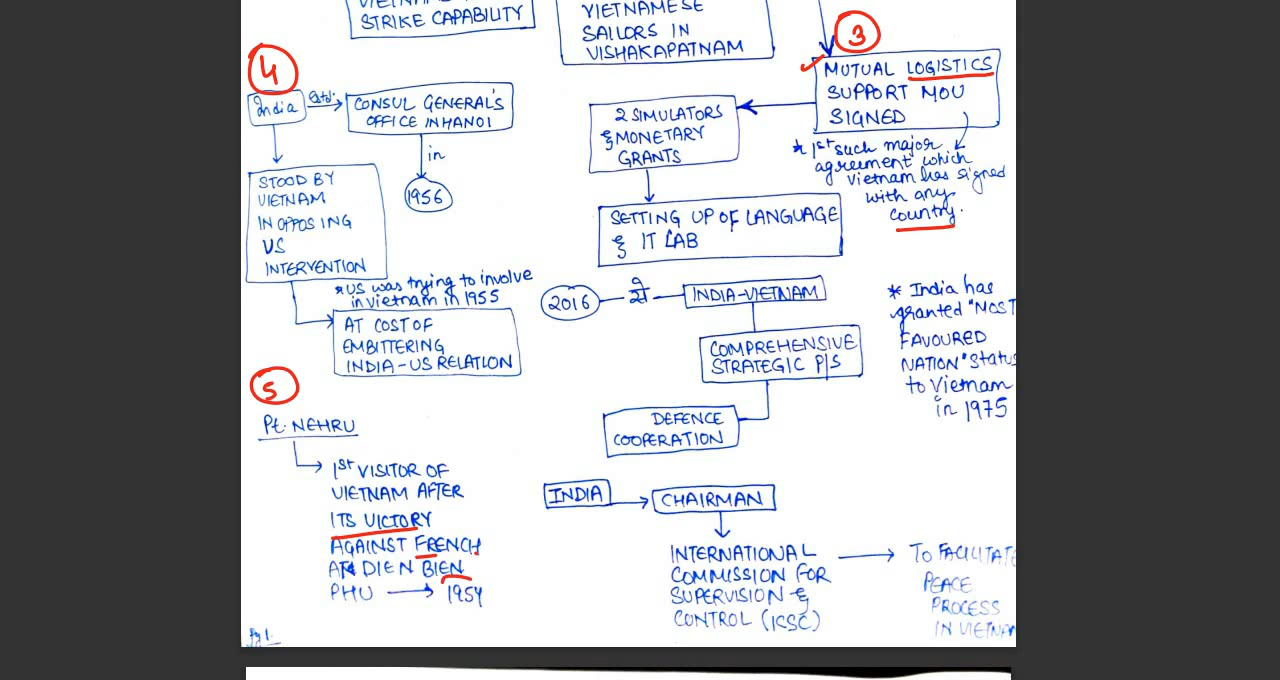 STRIKE CAPABILITY
VIETNAMESE
SAILORS IN
VISHAKAPATNAM
3
MUTUAL LOGISTICS
SUPPORT MOU
SIGNED
* 1st such major
agreement which
Vietnam has signed
with any
country.
2 SIMULATORS
& MONETARY
GRANTS
SETTING UP OF LANGUAGE
& IT LAB
4
India Estd.
CONSUL GENERAL'S
OFFICE IN HANOI
in
1956
STOOD BY
VIETNAM
IN OPPOSING
US
INTERVENTION
* US was trying to involve
in vietnam in 1955
AT COST OF
EMBITTERING
INDIA-US RELATION
2016 में INDIA-VIETNAM
COMPREHENSIVE
STRATEGIC P/S
DEFENCE
COOPERATION
* India has
granted "MOST
FAVOURED
NATION" Status
to Vietnam
in 1975
5
Pt. NEHRU
1st VISITOR OF
VIETNAM AFTER
ITS VICTORY
AGAINST FRENCH
AT DIEN BIEN
PHU 1954
INDIA CHAIRMAN
INTERNATIONAL
COMMISSION FOR
SUPERVISION &
CONTROL (ICSC)
TO FACILITATE
PEACE
PROCESS
IN VIETNAM
Pg 1.